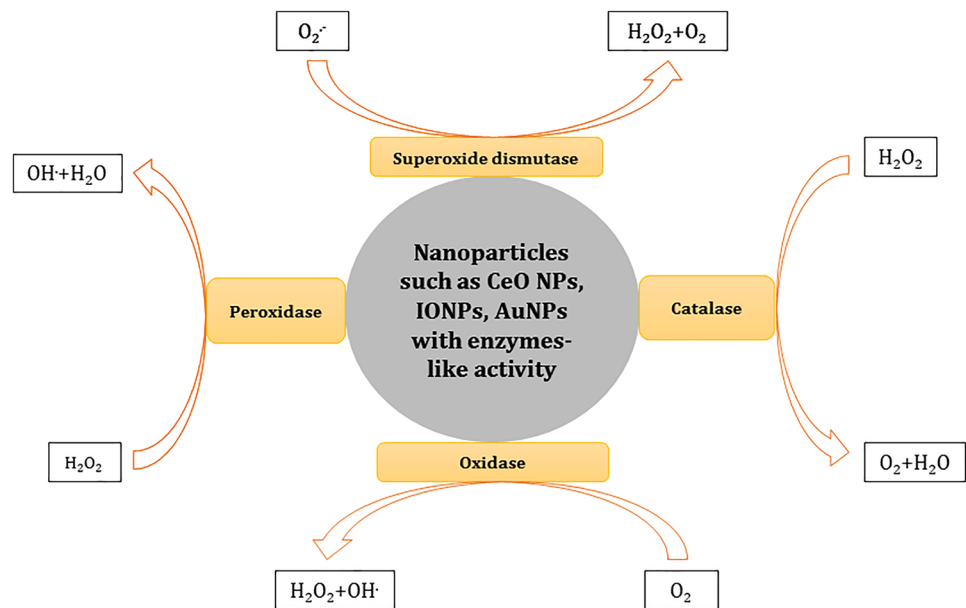 O₂·⁻
H₂O₂+O₂
Superoxide dismutase
H₂O₂
OH·+H₂O
Nanoparticles
such as CeO NPs,
IONPs, AuNPs
with enzymes-
like activity
Peroxidase
Catalase
H₂O₂
Oxidase
O₂+H₂O
H₂O₂+OH·
O₂